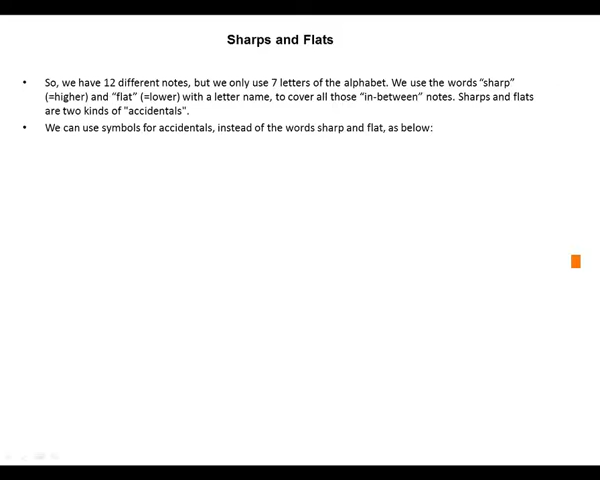 Sharps and Flats
• So, we have 12 different notes, but we only use 7 letters of the alphabet. We use the words “sharp”
(=higher) and “flat” (=lower) with a letter name, to cover all those “in-between” notes. Sharps and flats
are two kinds of "accidentals".
• We can use symbols for accidentals, instead of the words sharp and flat, as below: